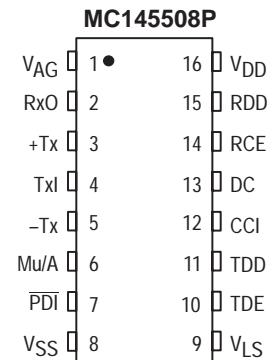 MC145508P
VAG 1 16 VDD
RxO 2 15 RDD
+Tx 3 14 RCE
TxI 4 13 DC
–Tx 5 12 CCI
Mu/A 6 11 TDD
PDI 7 10 TDE
VSS 8 9 VLS